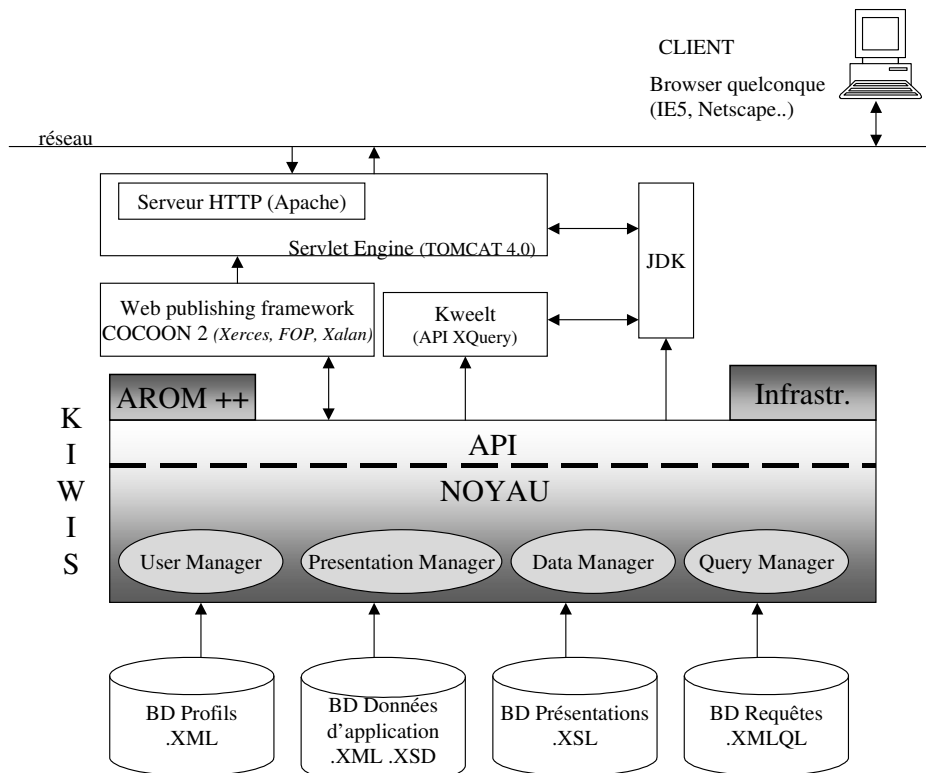 CLIENT
Browser quelconque
(IE5, Netscape..)
réseau
Serveur HTTP (Apache)
Servlet Engine (TOMCAT 4.0)
JDK
Web publishing framework
COCOON 2 (Xerces, FOP, Xalan)
Kweelt
(API XQuery)
AROM ++
Infrastr.
K
I
W
I
S
API
NOYAU
User Manager
Presentation Manager
Data Manager
Query Manager
BD Profils
.XML
BD Données
d'application
.XML .XSD
BD Présentations
.XSL
BD Requêtes
.XMLQL